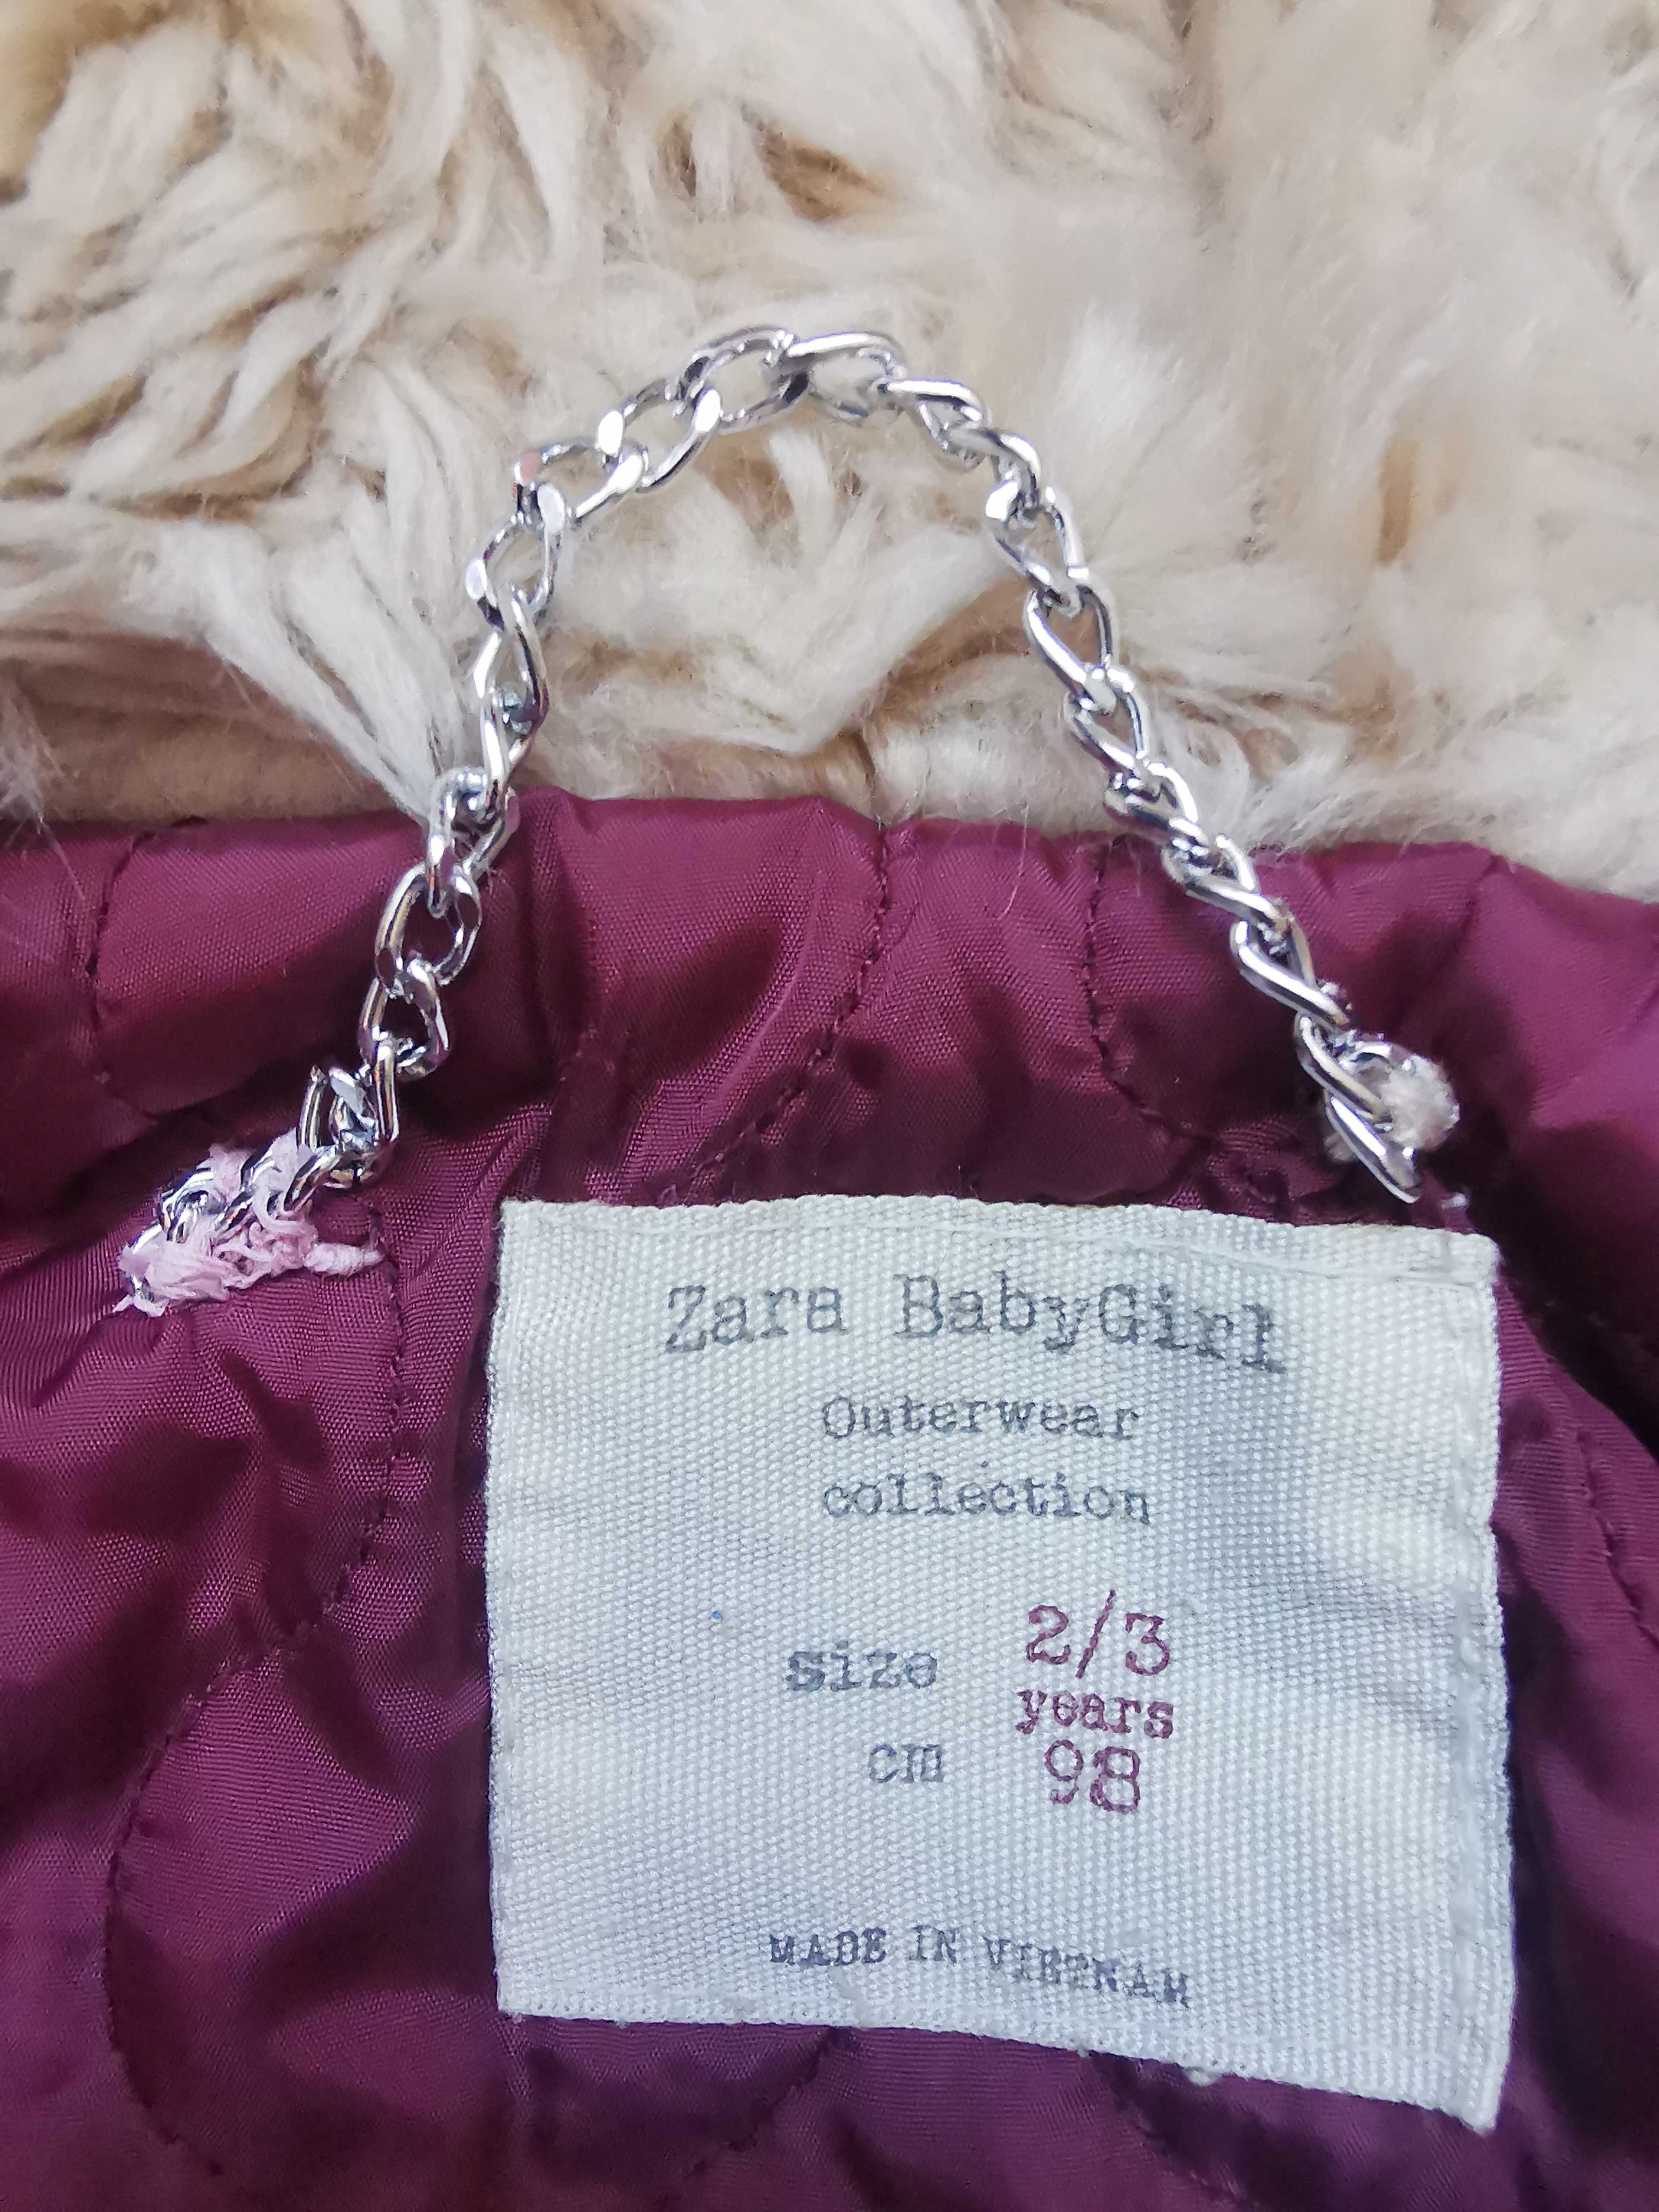 Zara BabyGirl
Outerwear
collection
size 2/3
years
cm 98
MADE IN VIETNAM